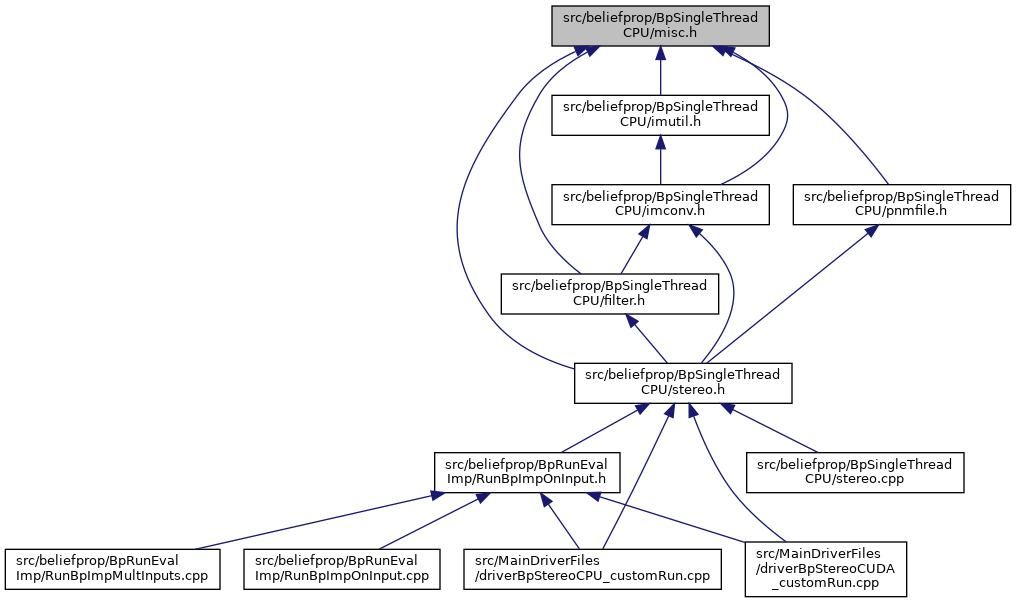 src/beliefprop/BpSingleThread
CPU/misc.h
src/beliefprop/BpSingleThread
CPU/imutil.h
src/beliefprop/BpSingleThread
CPU/imconv.h
src/beliefprop/BpSingleThread
CPU/pnmfile.h
src/beliefprop/BpSingleThread
CPU/filter.h
src/beliefprop/BpSingleThread
CPU/stereo.h
src/beliefprop/BpRunEval
Imp/RunBpImpOnInput.h
src/beliefprop/BpSingleThread
CPU/stereo.cpp
src/beliefprop/BpRunEval
Imp/RunBpImpMultInputs.cpp
src/beliefprop/BpRunEval
Imp/RunBpImpOnInput.cpp
src/MainDriverFiles
/driverBpStereoCPU_customRun.cpp
src/MainDriverFiles
/driverBpStereoCUDA
_customRun.cpp